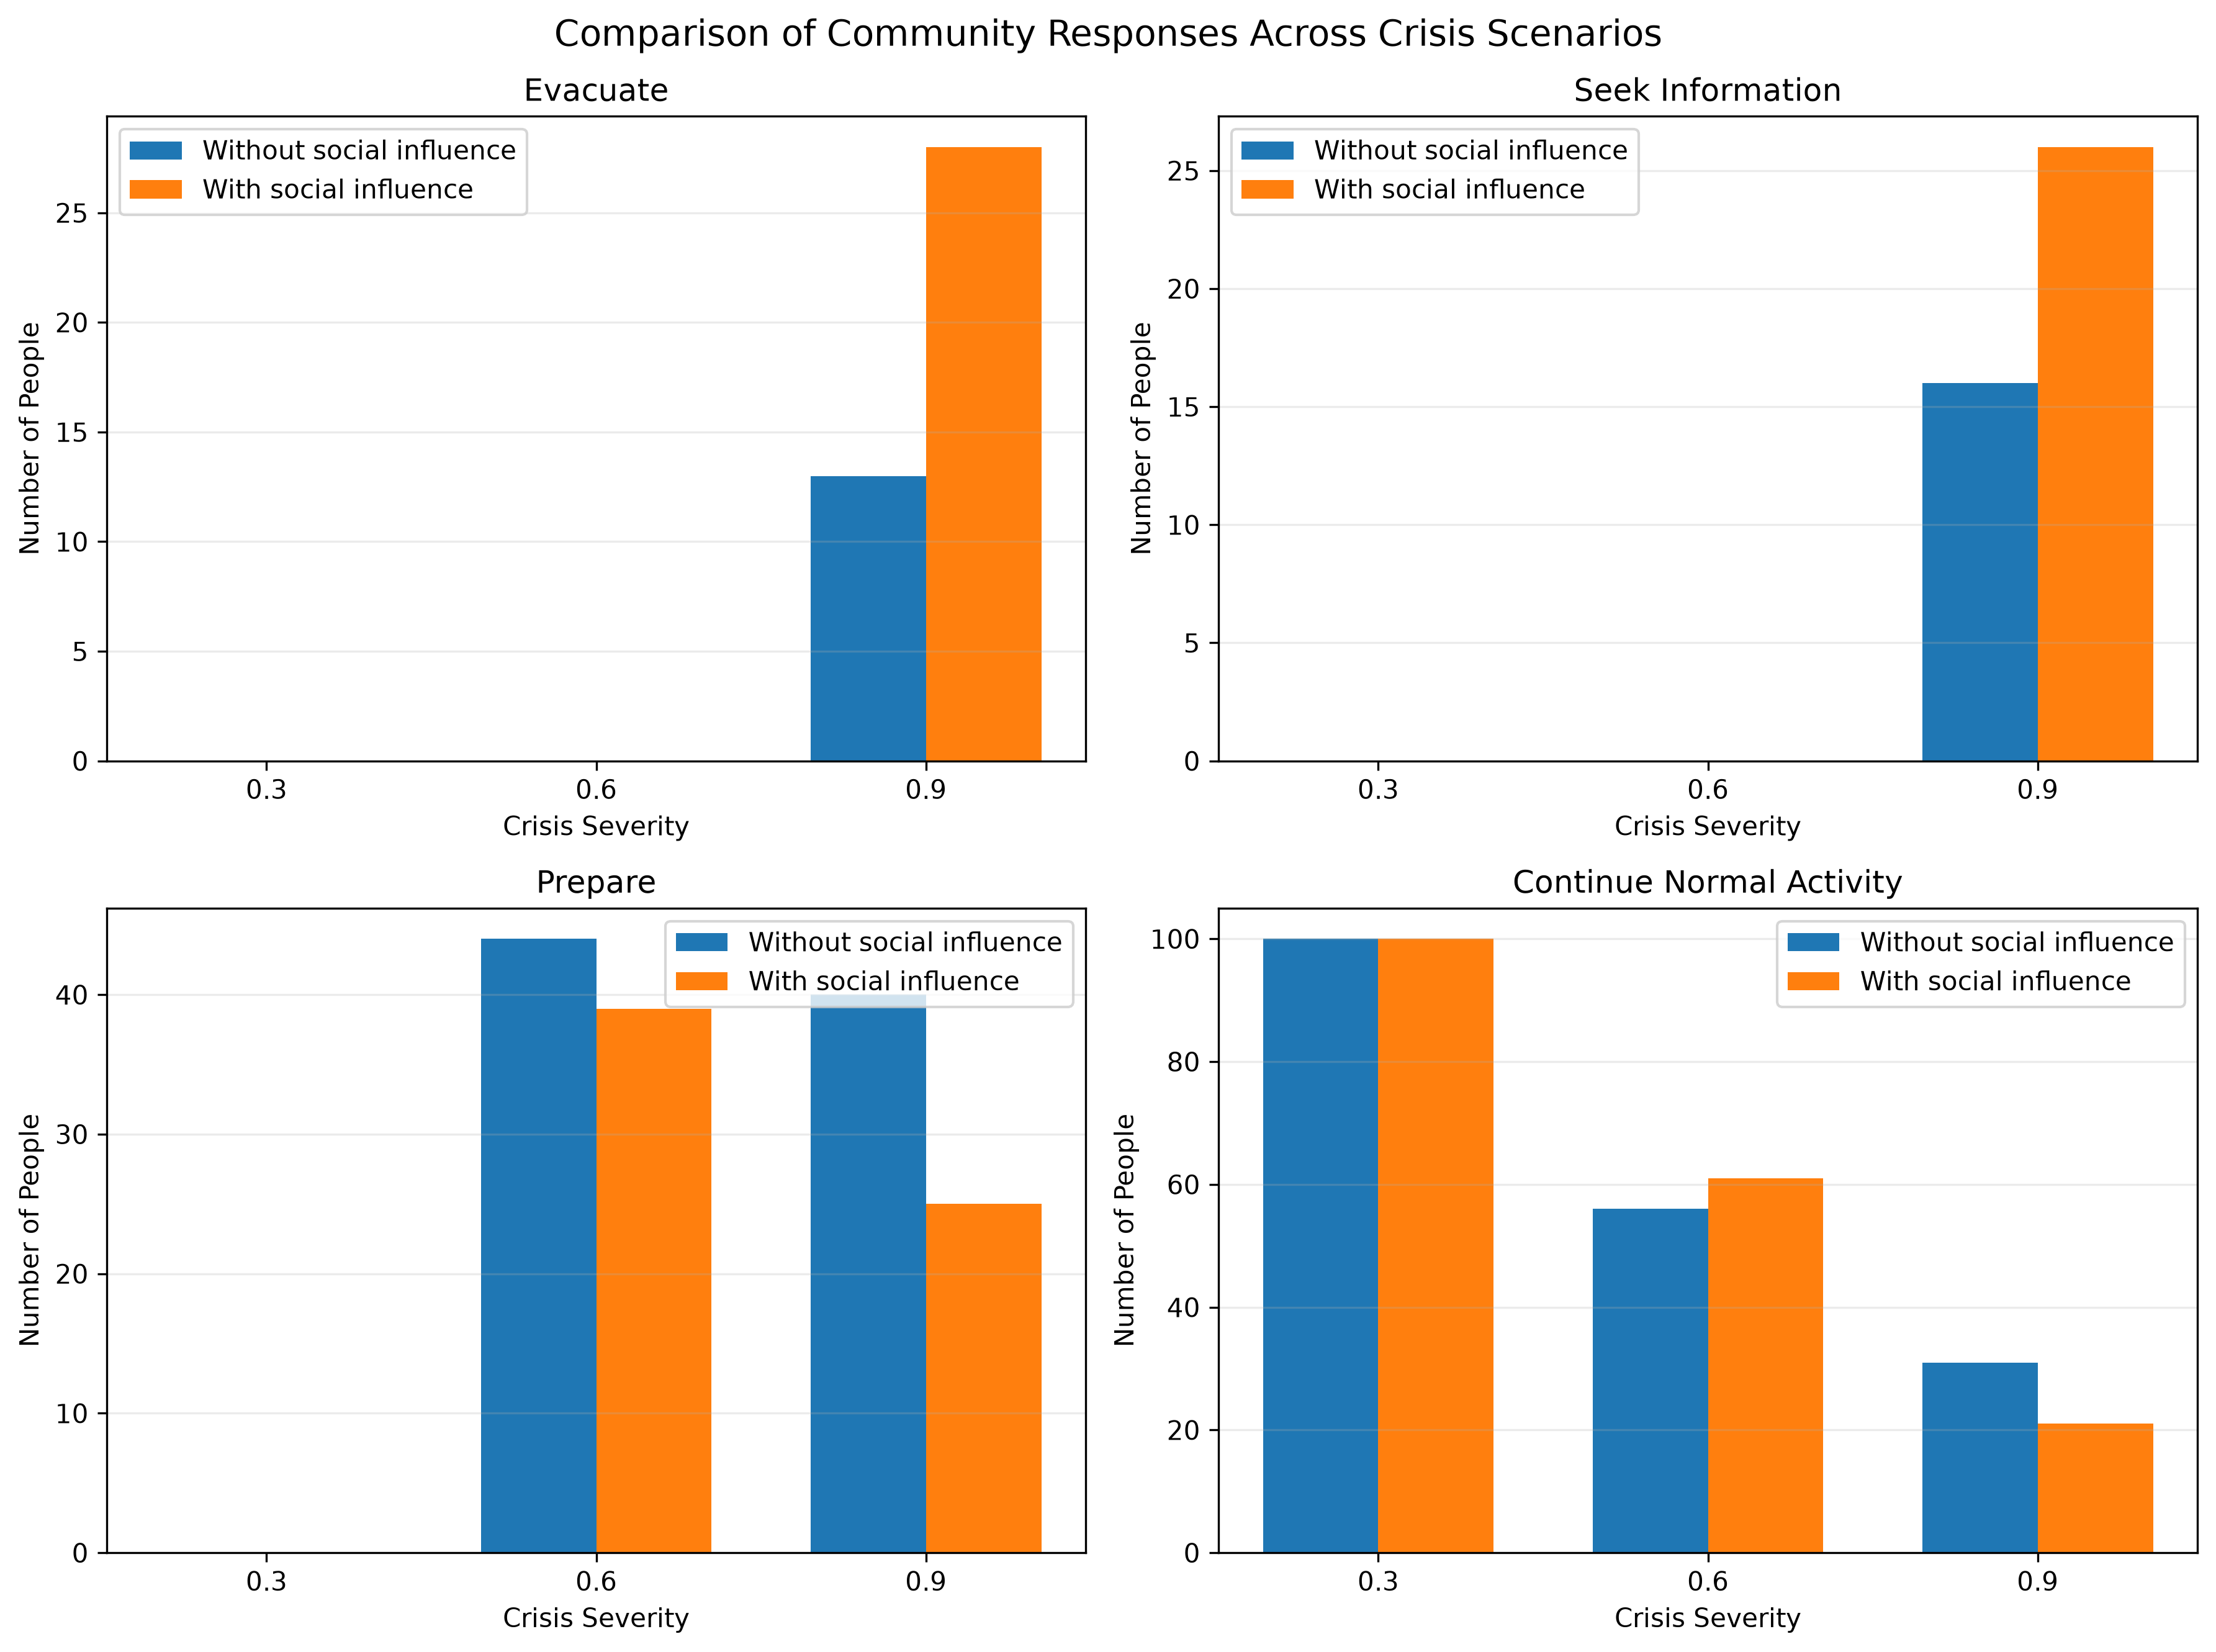 Comparison of Community Responses Across Crisis Scenarios
Evacuate
Without social influence
With social influence
Number of People
25
20
15
10
5
0
0.3 0.6 0.9
Crisis Severity
Seek Information
Without social influence
With social influence
Number of People
25
20
15
10
5
0
0.3 0.6 0.9
Crisis Severity
Prepare
Without social influence
With social influence
Number of People
40
30
20
10
0
0.3 0.6 0.9
Crisis Severity
Continue Normal Activity
Without social influence
With social influence
Number of People
100
80
60
40
20
0
0.3 0.6 0.9
Crisis Severity